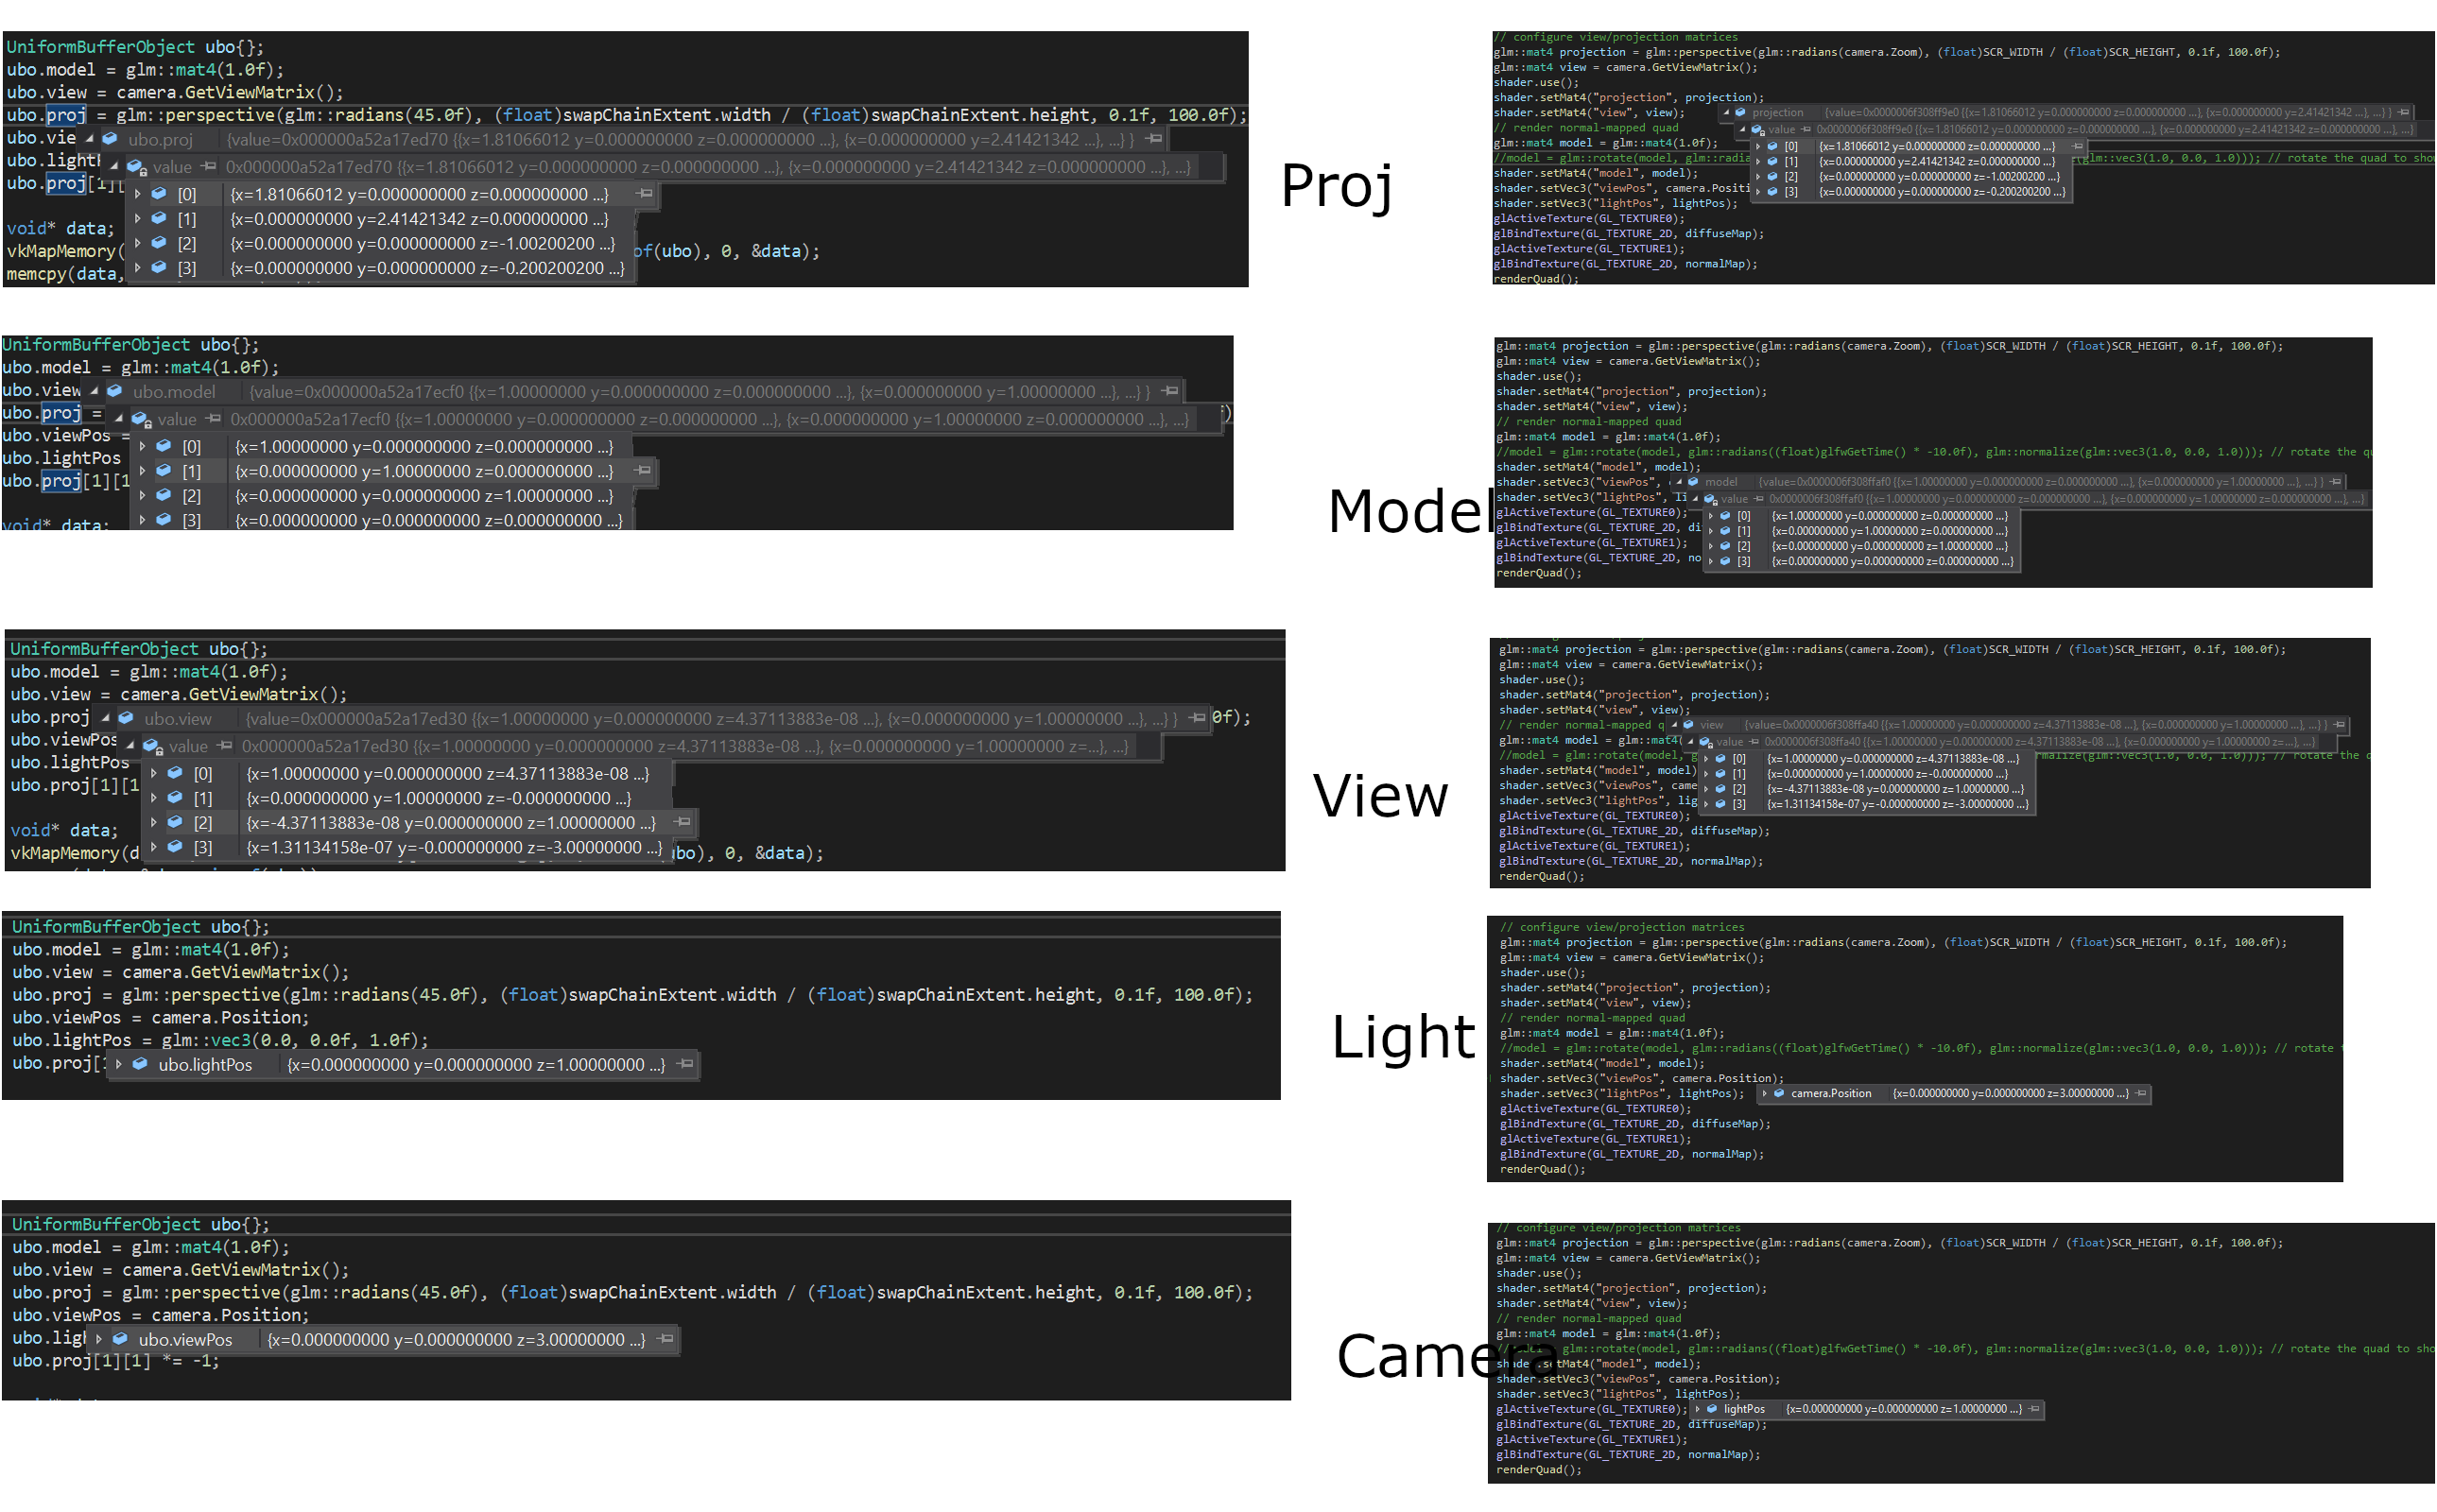 UniformBufferObject ubo{};
ubo.model = glm::mat4(1.0f);
ubo.view = camera.GetViewMatrix();
ubo.proj = glm::perspective(glm::radians(45.0f), (float)swapChainExtent.width / (float)swapChainExtent.height, 0.1f, 100.0f);
ubo.vie ubo.proj {value=0x000000a52a17ed70 {{x=1.81066012 y=0.000000000 z=0.000000000 ...}, {x=0.000000000 y=2.41421342 ...}, ...} }
ubo.light value 0x000000a52a17ed70 {{x=1.81066012 y=0.000000000 z=0.000000000 ...}, {x=0.000000000 y=2.41421342 z=0.000000000 ...}, ...}
ubo.proj[1][ [0] {x=1.81066012 y=0.000000000 z=0.000000000 ...}
[1] {x=0.000000000 y=2.41421342 z=0.000000000 ...}
void* data;
vkMapMemory( [2] {x=0.000000000 y=0.000000000 z=-1.00200200 ...} of(ubo), 0, &data);
memcpy(data, [3] {x=0.000000000 y=0.000000000 z=-0.200200200 ...}
Proj
// configure view/projection matrices
glm::mat4 projection = glm::perspective(glm::radians(camera.Zoom), (float)SCR_WIDTH / (float)SCR_HEIGHT, 0.1f, 100.0f);
glm::mat4 view = camera.GetViewMatrix();
shader.use();
shader.setMat4("projection", projection);
shader.setMat4("view", view); projection {value=0x0000006f308ff9e0 {{x=1.81066012 y=0.000000000 z=0.000000000 ...}, {x=0.000000000 y=2.41421342 ...}, ...} }
// render normal-mapped quad value 0x0000006f308ff9e0 {{x=1.81066012 y=0.000000000 z=0.000000000 ...}, {x=0.000000000 y=2.41421342 z=0.000000000 ...}, ...}
glm::mat4 model = glm::mat4(1.0f); [0] {x=1.81066012 y=0.000000000 z=0.000000000 ...}
//model = glm::rotate(model, glm::radia [1] {x=0.000000000 y=2.41421342 z=0.000000000 ...} (glm::vec3(1.0, 0.0, 1.0))); // rotate the quad to show
shader.setMat4("model", model); [2] {x=0.000000000 y=0.000000000 z=-1.00200200 ...}
shader.setVec3("viewPos", camera.Positi [3] {x=0.000000000 y=0.000000000 z=-0.200200200 ...}
shader.setVec3("lightPos", lightPos);
glActiveTexture(GL_TEXTURE0);
glBindTexture(GL_TEXTURE_2D, diffuseMap);
glActiveTexture(GL_TEXTURE1);
glBindTexture(GL_TEXTURE_2D, normalMap);
renderQuad();
UniformBufferObject ubo{};
ubo.model = glm::mat4(1.0f);
ubo.view ubo.model {value=0x000000a52a17ecf0 {{x=1.00000000 y=0.000000000 z=0.000000000 ...}, {x=0.000000000 y=1.00000000 ...}, ...} }
ubo.proj = value 0x000000a52a17ecf0 {{x=1.00000000 y=0.000000000 z=0.000000000 ...}, {x=0.000000000 y=1.00000000 z=0.000000000 ...}, ...}
ubo.viewPos = [0] {x=1.00000000 y=0.000000000 z=0.000000000 ...}
ubo.lightPos [1] {x=0.000000000 y=1.00000000 z=0.000000000 ...}
ubo.proj[1][1 [2] {x=0.000000000 y=0.000000000 z=1.00000000 ...}
void* data; [3] {x=0.000000000 y=0.000000000 z=0.000000000 ...}
Model
glm::mat4 projection = glm::perspective(glm::radians(camera.Zoom), (float)SCR_WIDTH / (float)SCR_HEIGHT, 0.1f, 100.0f);
glm::mat4 view = camera.GetViewMatrix();
shader.use();
shader.setMat4("projection", projection);
shader.setMat4("view", view);
// render normal-mapped quad
glm::mat4 model = glm::mat4(1.0f);
//model = glm::rotate(model, glm::radians((float)glfwGetTime() * -10.0f), glm::normalize(glm::vec3(1.0, 0.0, 1.0))); // rotate the qu
shader.setMat4("model", model);
shader.setVec3("viewPos", model {value=0x0000006f308ffaf0 {{x=1.00000000 y=0.000000000 z=0.000000000 ...}, {x=0.000000000 y=1.00000000 ...}, ...} }
shader.setVec3("lightPos", li value 0x0000006f308ffaf0 {{x=1.00000000 y=0.000000000 z=0.000000000 ...}, {x=0.000000000 y=1.00000000 z=0.000000000 ...}, ...}
glActiveTexture(GL_TEXTURE0); [0] {x=1.00000000 y=0.000000000 z=0.000000000 ...}
glBindTexture(GL_TEXTURE_2D, di [1] {x=0.000000000 y=1.00000000 z=0.000000000 ...}
glActiveTexture(GL_TEXTURE1); [2] {x=0.000000000 y=0.000000000 z=1.00000000 ...}
glBindTexture(GL_TEXTURE_2D, no [3] {x=0.000000000 y=0.000000000 z=0.000000000 ...}
renderQuad();
UniformBufferObject ubo{};
ubo.model = glm::mat4(1.0f);
ubo.view = camera.GetViewMatrix();
ubo.proj ubo.view {value=0x000000a52a17ed30 {{x=1.00000000 y=0.000000000 z=4.37113883e-08 ...}, {x=0.000000000 y=1.00000000 ...}, ...} } 0f);
ubo.viewPos value 0x000000a52a17ed30 {{x=1.00000000 y=0.000000000 z=4.37113883e-08 ...}, {x=0.000000000 y=1.00000000 z=...}, ...}
ubo.lightPos [0] {x=1.00000000 y=0.000000000 z=4.37113883e-08 ...}
ubo.proj[1][1 [1] {x=0.000000000 y=1.00000000 z=-0.000000000 ...}
void* data; [2] {x=-4.37113883e-08 y=0.000000000 z=1.00000000 ...}
vkMapMemory(d [3] {x=1.31134158e-07 y=-0.000000000 z=-3.00000000 ...} ubo), 0, &data);
View
glm::mat4 projection = glm::perspective(glm::radians(camera.Zoom), (float)SCR_WIDTH / (float)SCR_HEIGHT, 0.1f, 100.0f);
glm::mat4 view = camera.GetViewMatrix();
shader.use();
shader.setMat4("projection", projection);
shader.setMat4("view", view);
// render normal-mapped q view {value=0x0000006f308ffa40 {{x=1.00000000 y=0.000000000 z=4.37113883e-08 ...}, {x=0.000000000 y=1.00000000 ...}, ...} }
glm::mat4 model = glm::mat4( value 0x0000006f308ffa40 {{x=1.00000000 y=0.000000000 z=4.37113883e-08 ...}, {x=0.000000000 y=1.00000000 z=...}, ...}
//model = glm::rotate(model, g [0] {x=1.00000000 y=0.000000000 z=4.37113883e-08 ...} rmalize(glm::vec3(1.0, 0.0, 1.0))); // rotate the q
shader.setMat4("model", model) [1] {x=0.000000000 y=1.00000000 z=-0.000000000 ...}
shader.setVec3("viewPos", came [2] {x=-4.37113883e-08 y=0.000000000 z=1.00000000 ...}
shader.setVec3("lightPos", lig [3] {x=1.31134158e-07 y=-0.000000000 z=-3.00000000 ...}
glActiveTexture(GL_TEXTURE0);
glBindTexture(GL_TEXTURE_2D, diffuseMap);
glActiveTexture(GL_TEXTURE1);
glBindTexture(GL_TEXTURE_2D, normalMap);
renderQuad();
UniformBufferObject ubo{};
ubo.model = glm::mat4(1.0f);
ubo.view = camera.GetViewMatrix();
ubo.proj = glm::perspective(glm::radians(45.0f), (float)swapChainExtent.width / (float)swapChainExtent.height, 0.1f, 100.0f);
ubo.viewPos = camera.Position;
ubo.lightPos = glm::vec3(0.0, 0.0f, 1.0f);
ubo.proj[ ubo.lightPos {x=0.000000000 y=0.000000000 z=1.00000000 ...}
Light
// configure view/projection matrices
glm::mat4 projection = glm::perspective(glm::radians(camera.Zoom), (float)SCR_WIDTH / (float)SCR_HEIGHT, 0.1f, 100.0f);
glm::mat4 view = camera.GetViewMatrix();
shader.use();
shader.setMat4("projection", projection);
shader.setMat4("view", view);
// render normal-mapped quad
glm::mat4 model = glm::mat4(1.0f);
//model = glm::rotate(model, glm::radians((float)glfwGetTime() * -10.0f), glm::normalize(glm::vec3(1.0, 0.0, 1.0))); // rotate
shader.setMat4("model", model);
shader.setVec3("viewPos", camera.Position);
shader.setVec3("lightPos", lightPos); camera.Position {x=0.000000000 y=0.000000000 z=3.00000000 ...}
glActiveTexture(GL_TEXTURE0);
glBindTexture(GL_TEXTURE_2D, diffuseMap);
glActiveTexture(GL_TEXTURE1);
glBindTexture(GL_TEXTURE_2D, normalMap);
renderQuad();
UniformBufferObject ubo{};
ubo.model = glm::mat4(1.0f);
ubo.view = camera.GetViewMatrix();
ubo.proj = glm::perspective(glm::radians(45.0f), (float)swapChainExtent.width / (float)swapChainExtent.height, 0.1f, 100.0f);
ubo.viewPos = camera.Position;
ubo.lig ubo.viewPos {x=0.000000000 y=0.000000000 z=3.00000000 ...}
ubo.proj[1][1] *= -1;
Camera
// configure view/projection matrices
glm::mat4 projection = glm::perspective(glm::radians(camera.Zoom), (float)SCR_WIDTH / (float)SCR_HEIGHT, 0.1f, 100.0f);
glm::mat4 view = camera.GetViewMatrix();
shader.use();
shader.setMat4("projection", projection);
shader.setMat4("view", view);
// render normal-mapped quad
glm::mat4 model = glm::mat4(1.0f);
glm::rotate(model, glm::radians((float)glfwGetTime() * -10.0f), glm::normalize(glm::vec3(1.0, 0.0, 1.0))); // rotate the quad to sho
shader.setMat4("model", model);
shader.setVec3("viewPos", camera.Position);
shader.setVec3("lightPos", lightPos);
glActiveTexture(GL_TEXTURE0); lightPos {x=0.000000000 y=0.000000000 z=1.00000000 ...}
glBindTexture(GL_TEXTURE_2D, diffuseMap);
glActiveTexture(GL_TEXTURE1);
glBindTexture(GL_TEXTURE_2D, normalMap);
renderQuad();